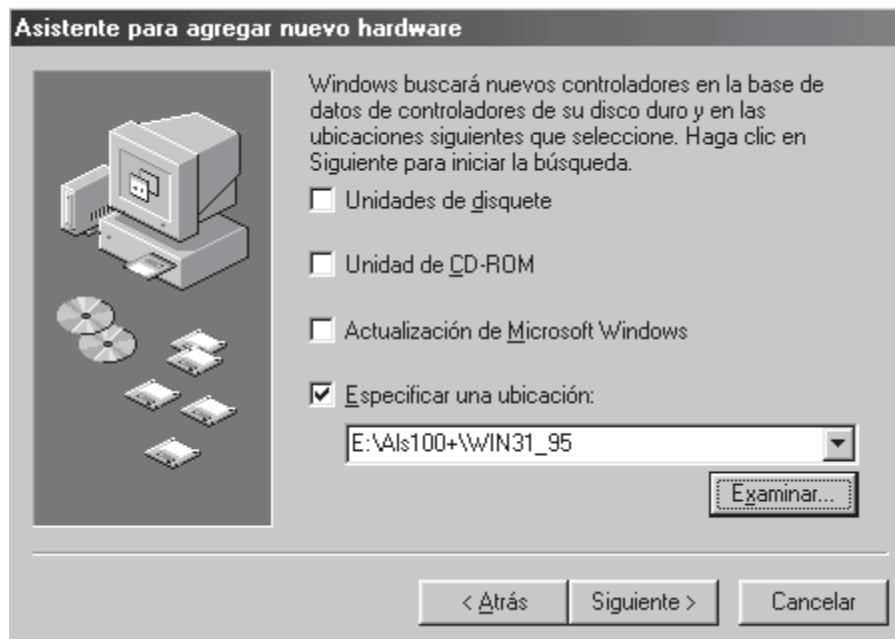 Asistente para agregar nuevo hardware
Windows buscará nuevos controladores en la base de
datos de controladores de su disco duro y en las
ubicaciones siguientes que seleccione. Haga clic en
Siguiente para iniciar la búsqueda.
Unidades de disquete
Unidad de CD-ROM
Actualización de Microsoft Windows
Especificar una ubicación:
E:\Als100+\WIN31_95
Examinar...
< Atrás
Siguiente >
Cancelar